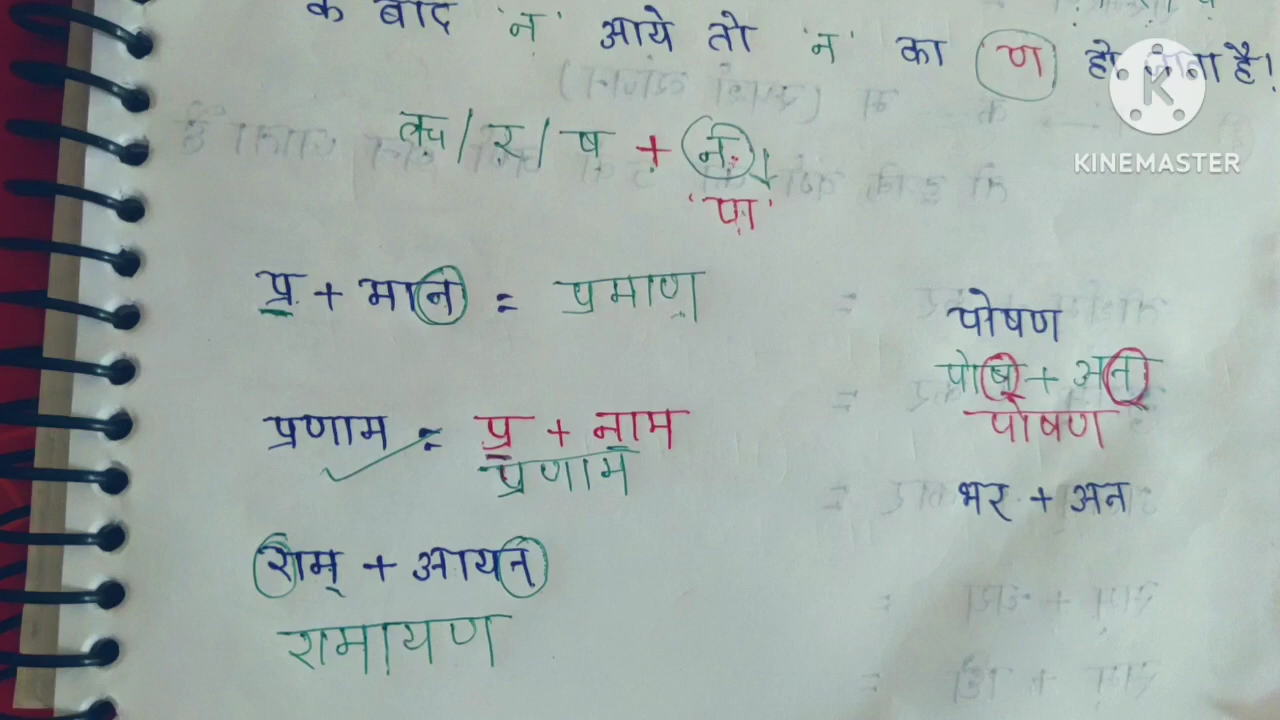 के बाद 'न' आये तो 'न' का ण हो जाता है।
KINEMASTER
/ र / ष + न
'ण'
प्र + मान = प्रमाण
प्रणाम = प्र + नाम
प्रणाम
राम् + आयन
रामायण
पोषण
पोष् + अन
पोषण
भर + अन